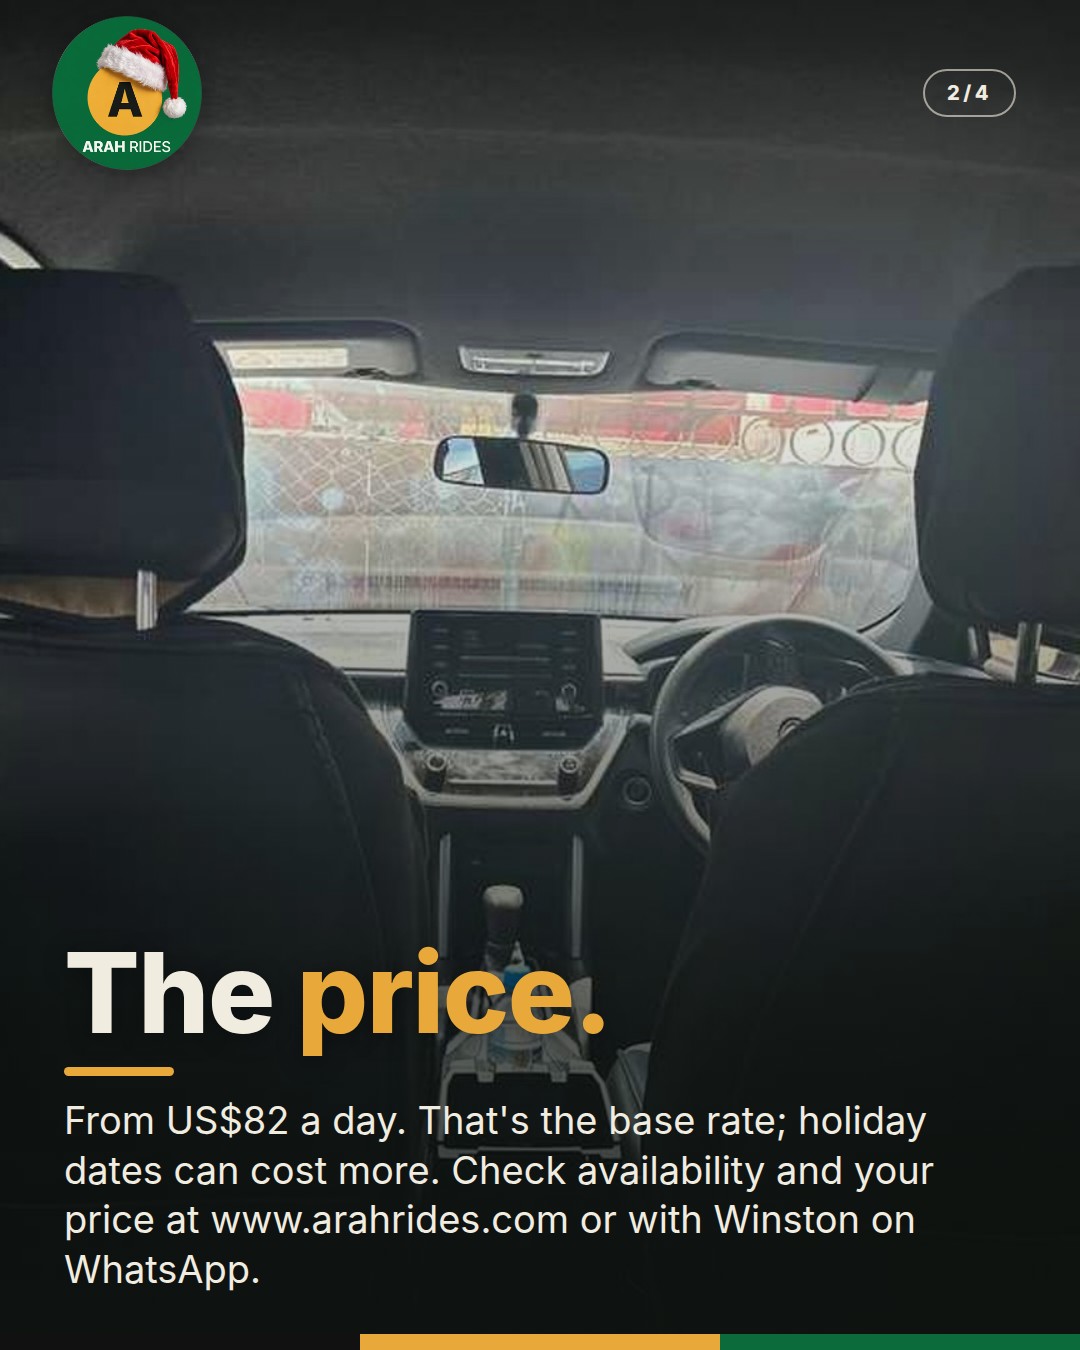 A
ARAH RIDES
2/4
The price.
From US$82 a day. That's the base rate; holiday
dates can cost more. Check availability and your
price at www.arahrides.com or with Winston on
WhatsApp.